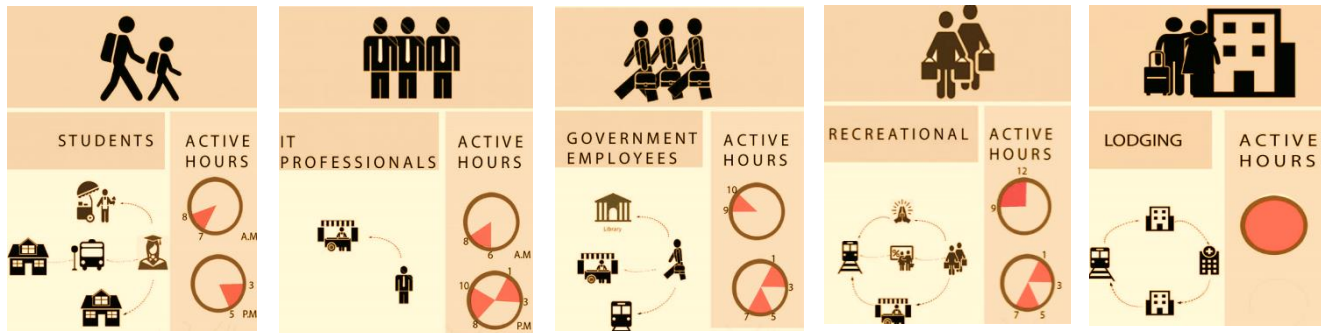 STUDENTS
ACTIVE
HOURS
8
7
A.M
3
5
P.M
IT
PROFESSIONALS
ACTIVE
HOURS
8
6
A.M
1
10
3
8
P.M
GOVERNMENT
EMPLOYEES
ACTIVE
HOURS
10
9
Library
1
3
7
5
RECREATIONAL
ACTIVE
HOURS
12
9
1
3
7
5
LODGING
ACTIVE
HOURS